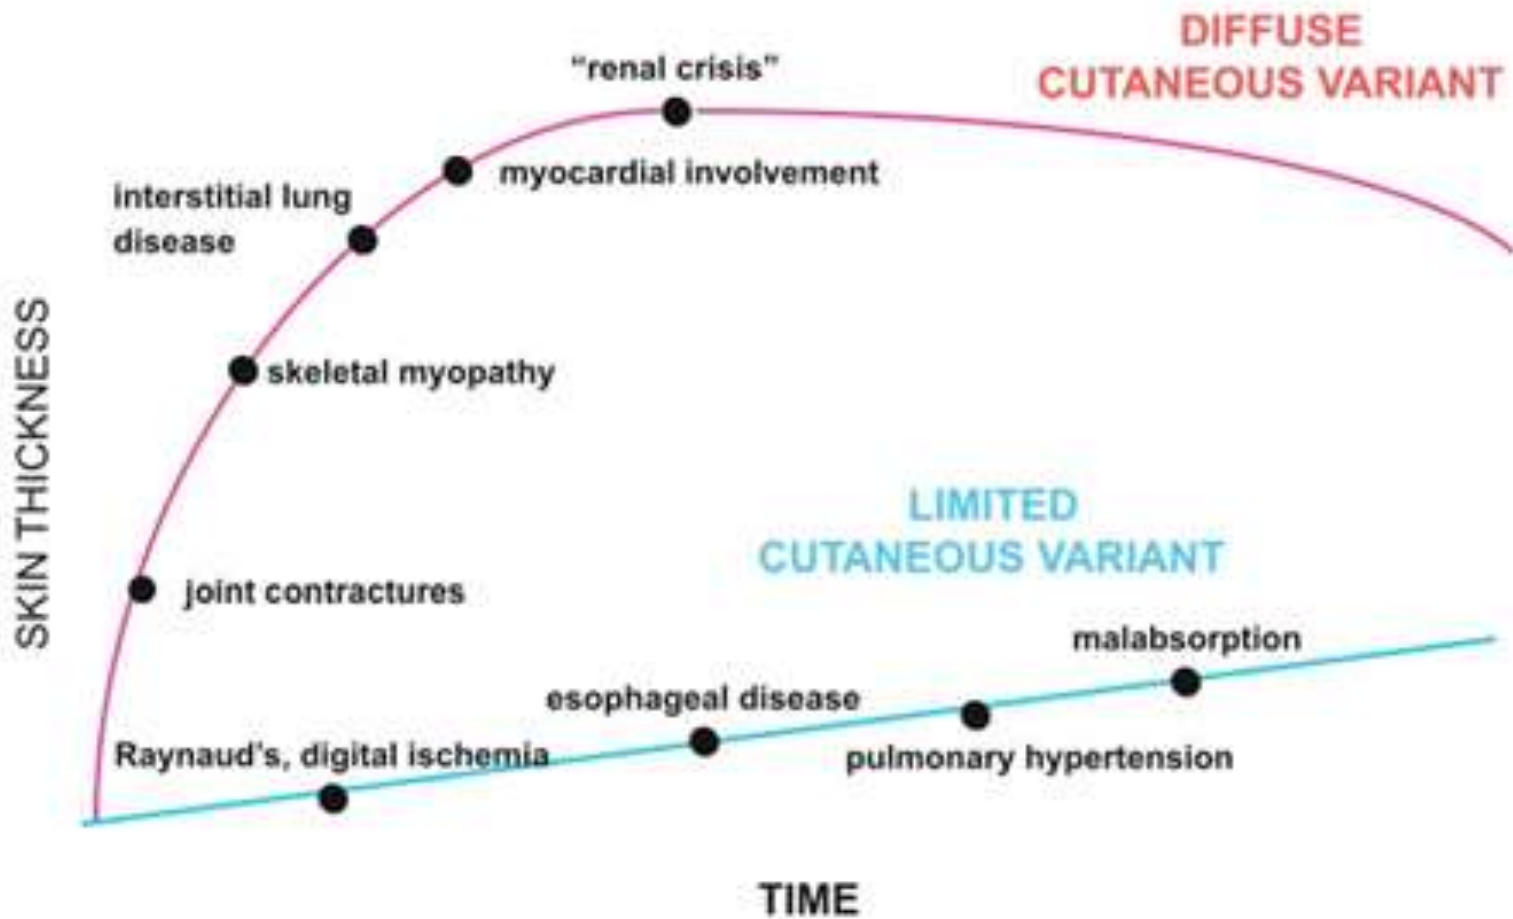 DIFFUSE
CUTANEOUS VARIANT
“renal crisis”
myocardial involvement
interstitial lung
disease
skeletal myopathy
SKIN THICKNESS
LIMITED
CUTANEOUS VARIANT
joint contractures
malabsorption
esophageal disease
Raynaud's, digital ischemia
pulmonary hypertension
TIME